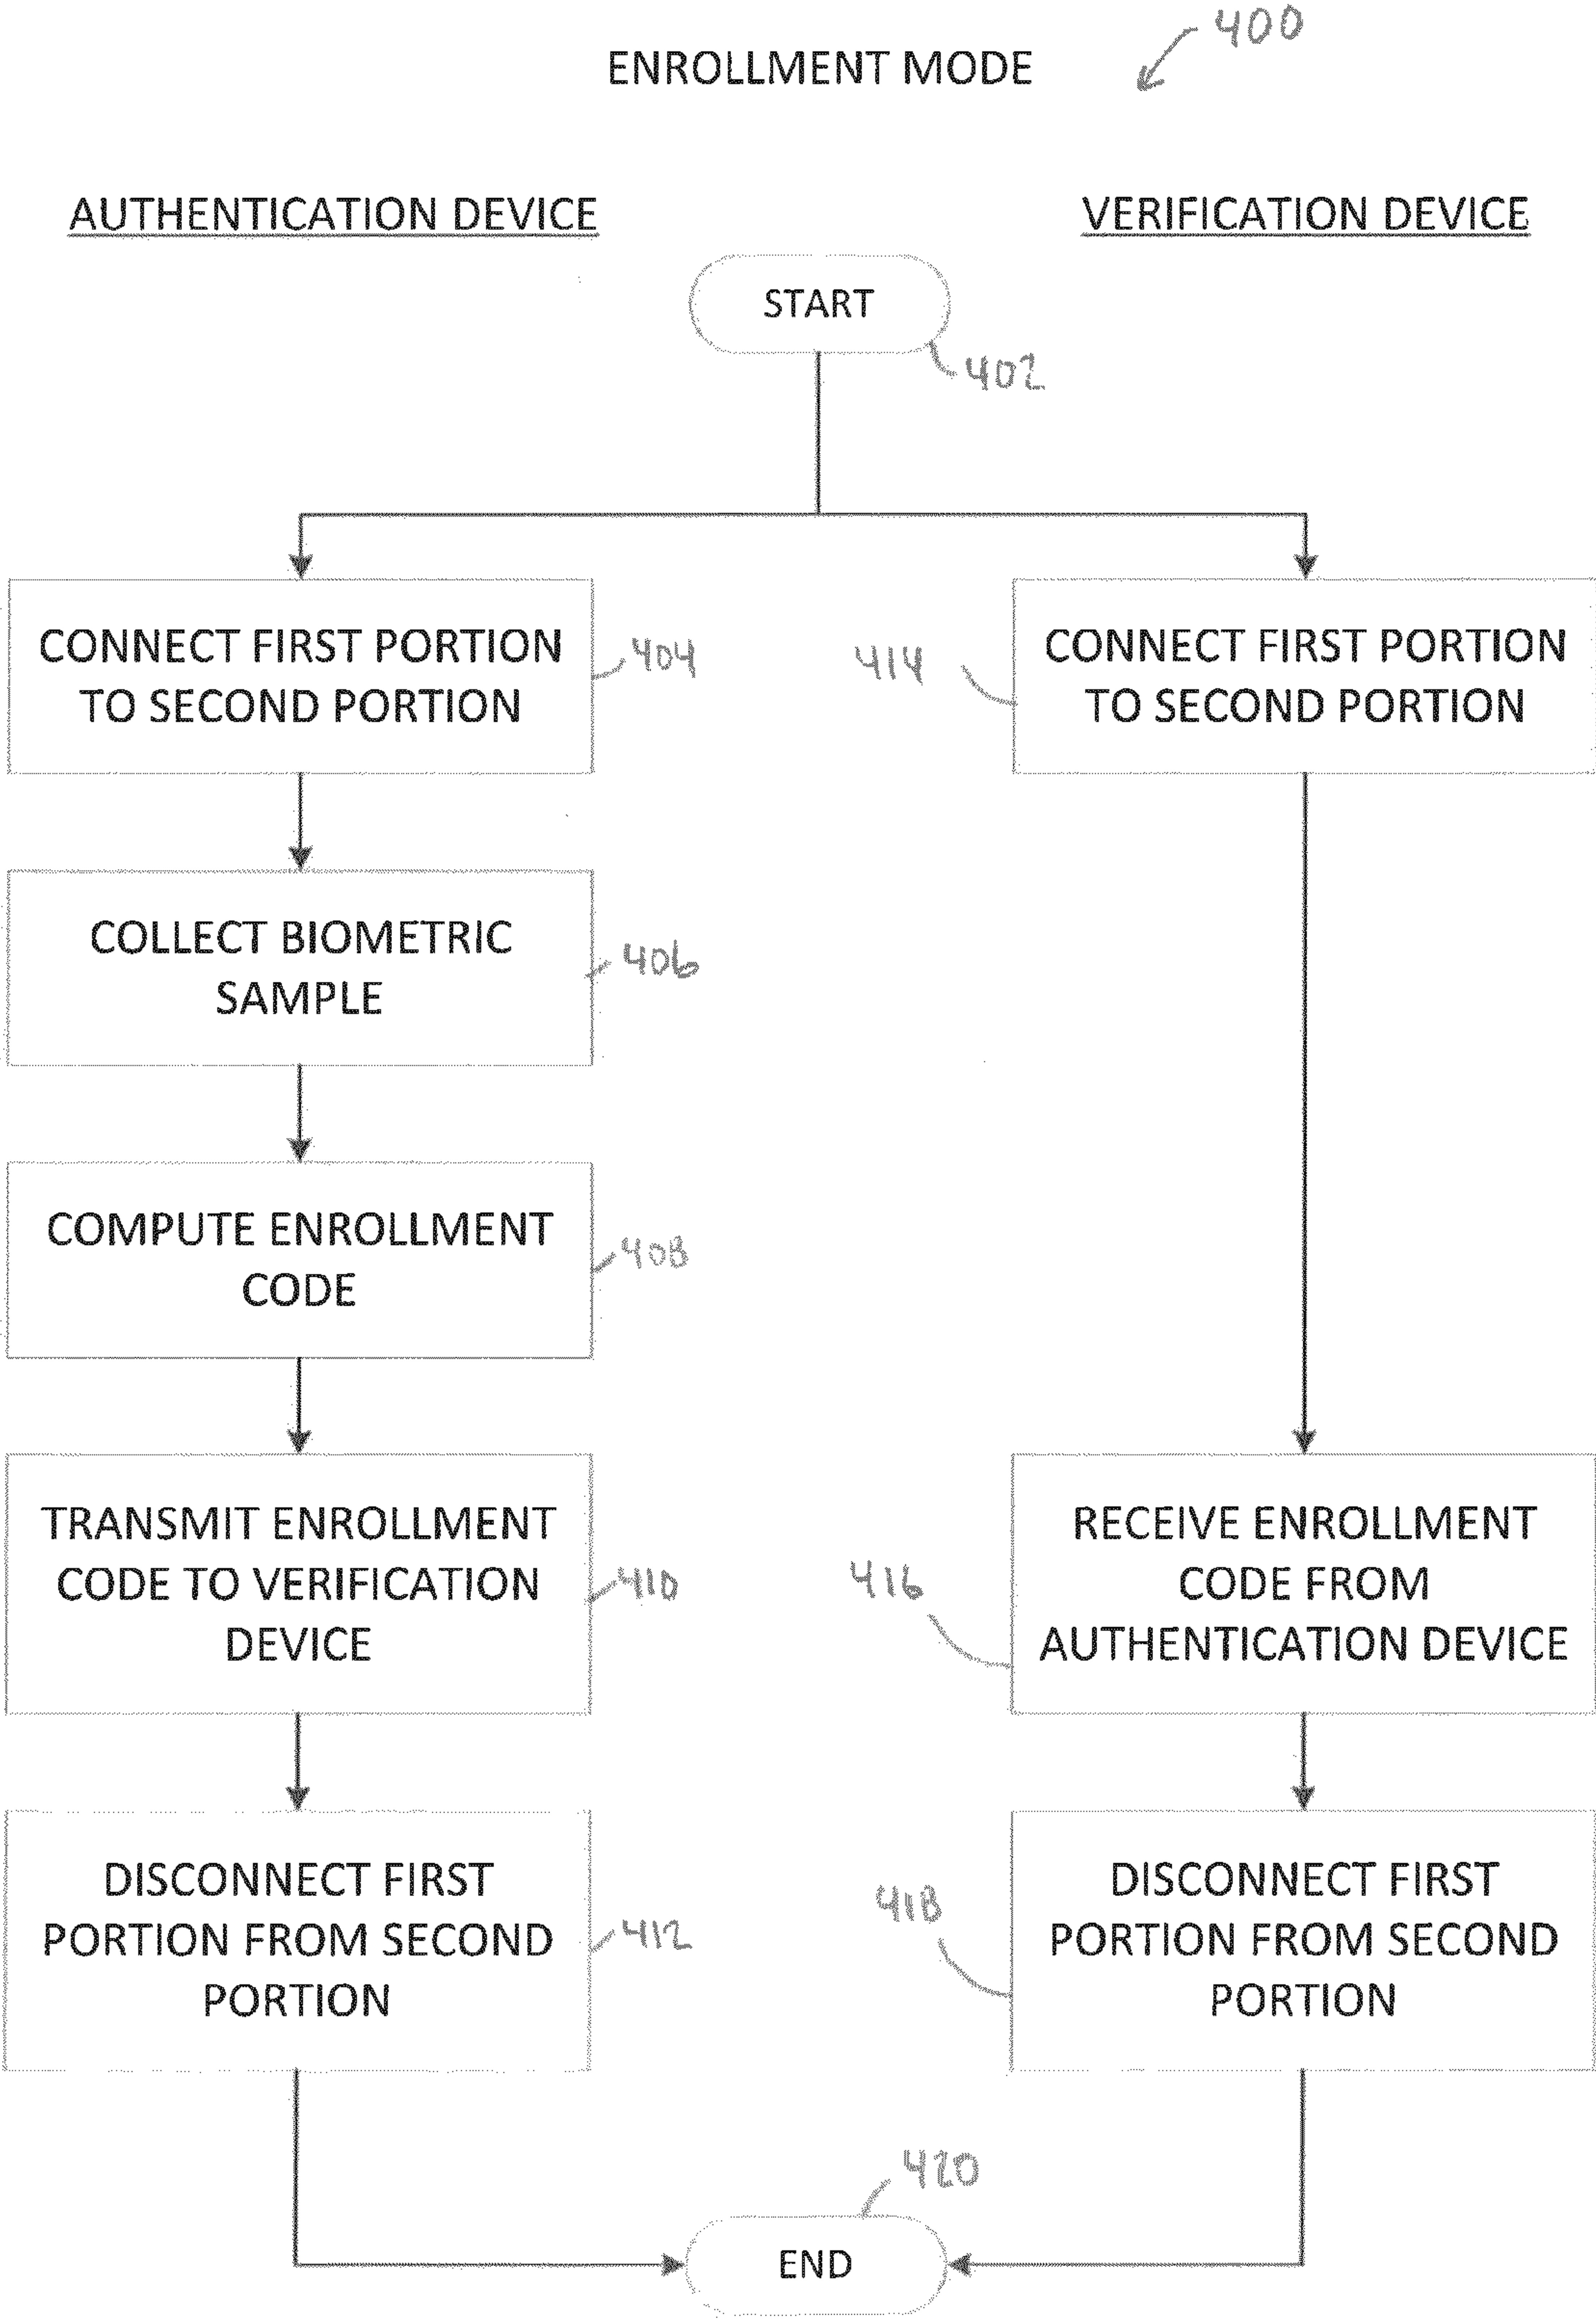 400
ENROLLMENT MODE
AUTHENTICATION DEVICE
VERIFICATION DEVICE
START
402
CONNECT FIRST PORTION
TO SECOND PORTION
404
414
CONNECT FIRST PORTION
TO SECOND PORTION
COLLECT BIOMETRIC
SAMPLE
406
COMPUTE ENROLLMENT
CODE
408
TRANSMIT ENROLLMENT
CODE TO VERIFICATION
DEVICE
410
416
RECEIVE ENROLLMENT
CODE FROM
AUTHENTICATION DEVICE
DISCONNECT FIRST
PORTION FROM SECOND
PORTION
412
418
DISCONNECT FIRST
PORTION FROM SECOND
PORTION
420
END